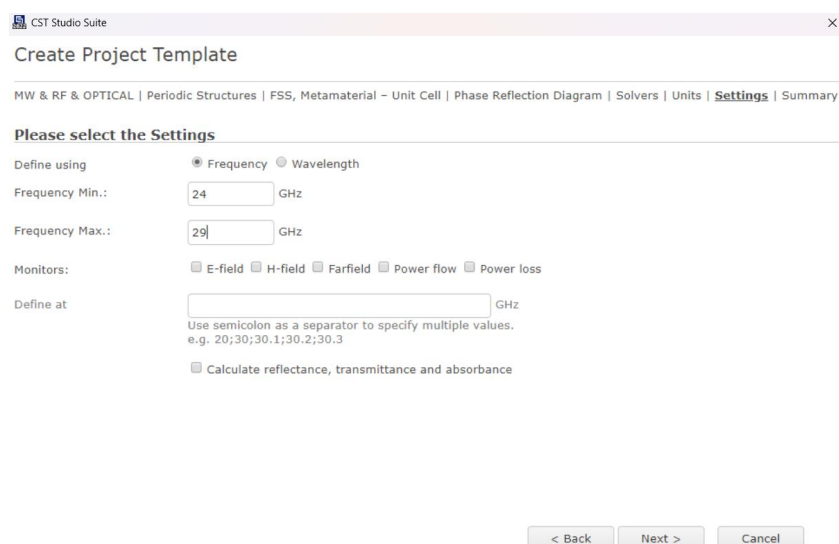 CST Studio Suite
Create Project Template
MW & RF & OPTICAL | Periodic Structures | FSS, Metamaterial – Unit Cell | Phase Reflection Diagram | Solvers | Units | Settings | Summary
Please select the Settings
Define using Frequency Wavelength
Frequency Min.: 24 GHz
Frequency Max.: 29 GHz
Monitors: E-field H-field Farfield Power flow Power loss
Define at GHz
Use semicolon as a separator to specify multiple values.
e.g. 20;30;30.1;30.2;30.3
Calculate reflectance, transmittance and absorbance
< Back Next > Cancel